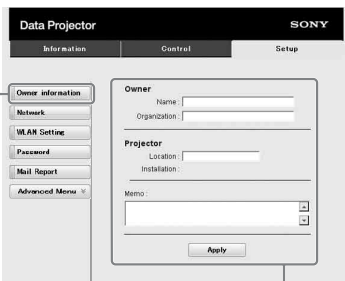 Data Projector
SONY
Information
Control
Setup
Owner information
Network
WLAN Setting
Password
Mail Report
Advanced Menu
Owner
Name :
Organization :
Projector
Location :
Installation :
Memo :
Apply